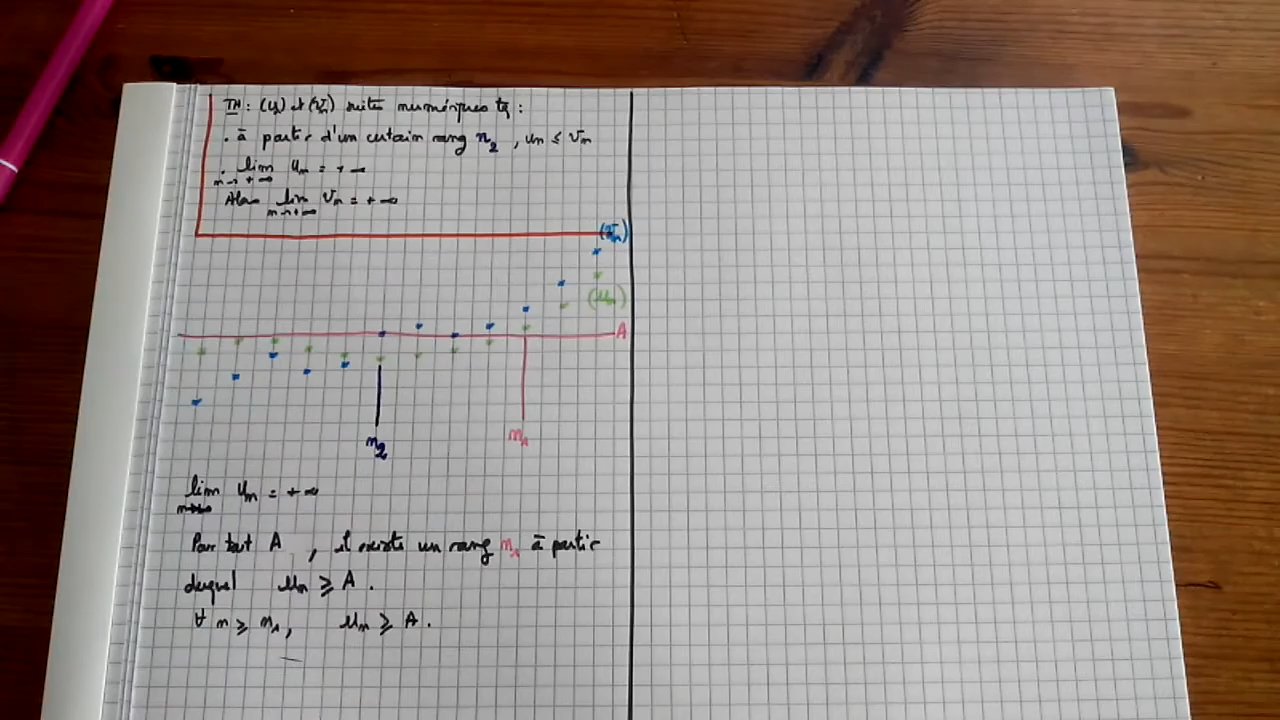 TH : (un) et (vn) suites numériques tq :
. à partir d'un certain rang n2 , un ≤ vn
. lim un = + ∞
n→+∞
Alors lim vn = + ∞
n→+∞
(vn)
(un)
A
n2
n1
lim un = + ∞
n→+∞
Pour tout A , il existe un rang n1 à partir
duquel un ≥ A .
∀ n ≥ n1, un ≥ A .